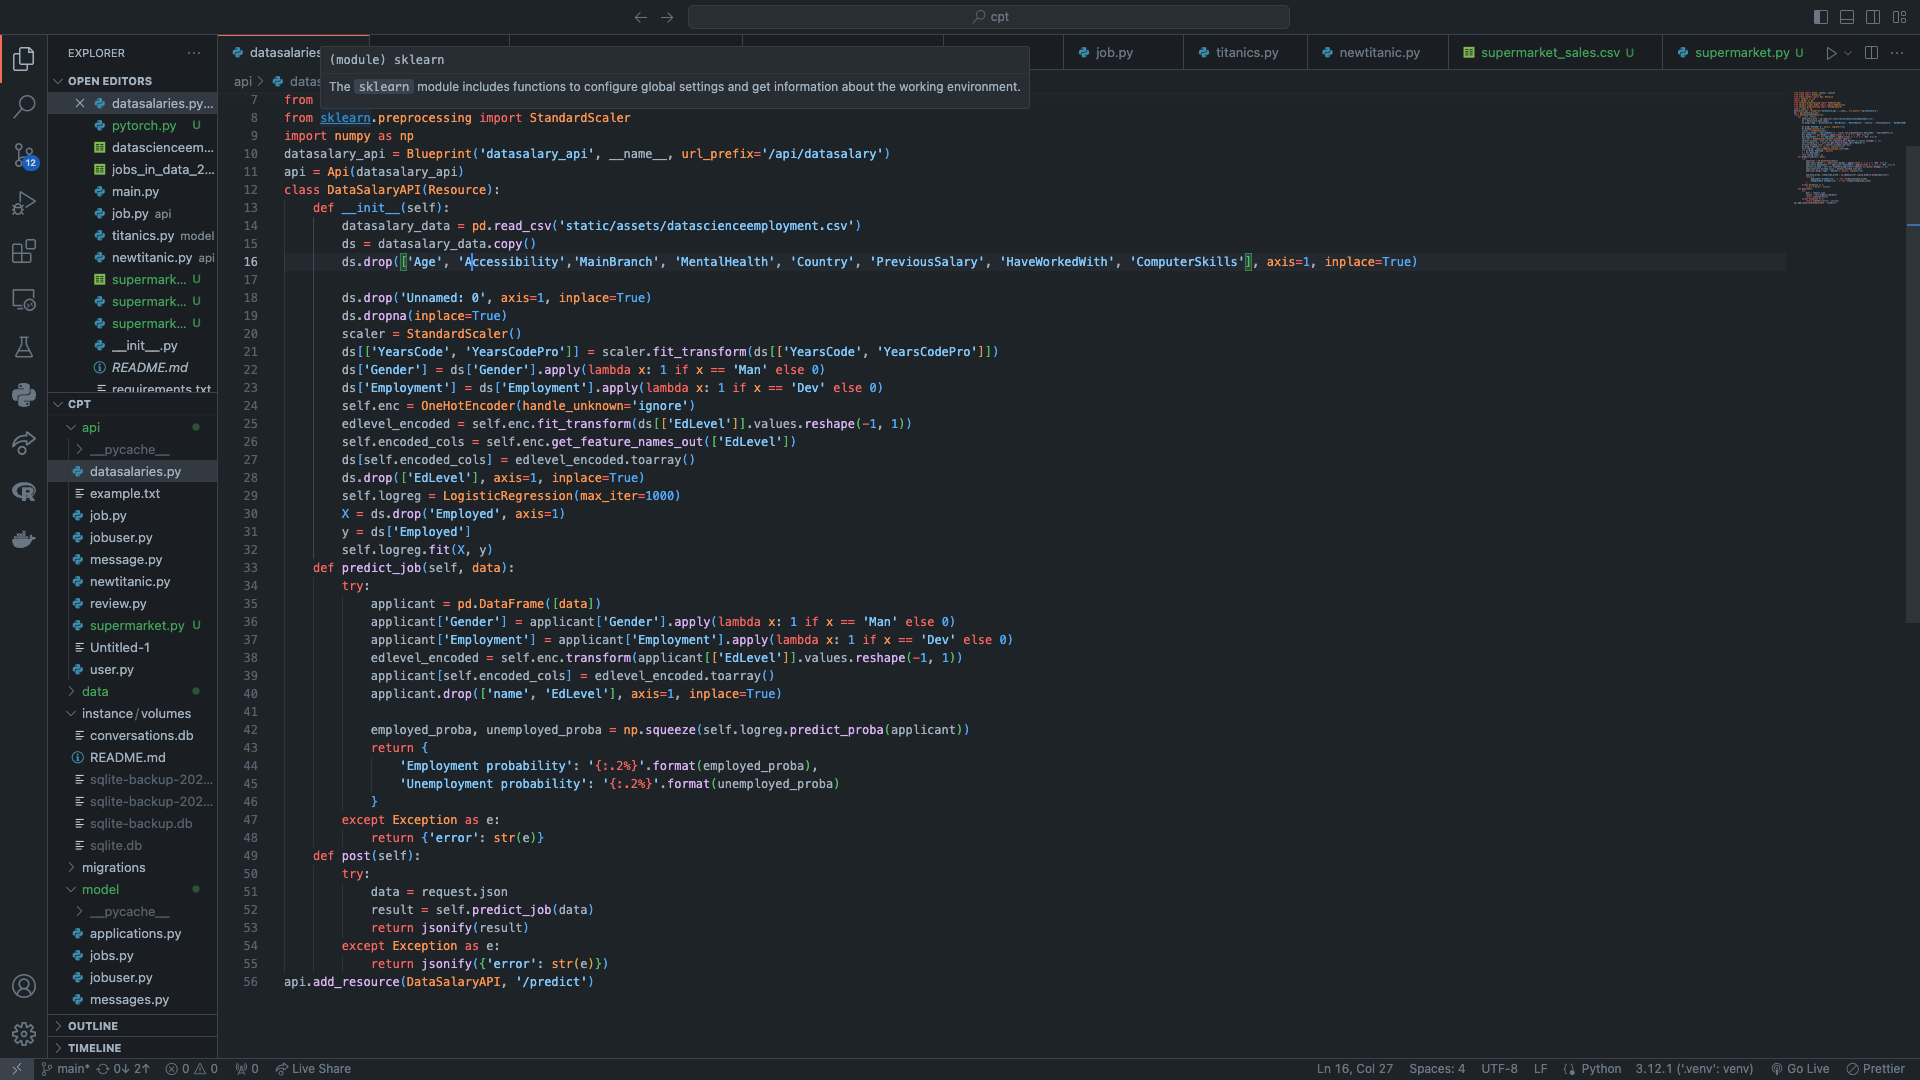 cpt
EXPLORER
OPEN EDITORS
datasalaries.py...
pytorch.py U
datascienceem...
jobs_in_data_2...
main.py
job.py api
titanics.py model
newtitanic.py api
supermark... U
supermark... U
supermark... U
__init__.py
README.md
requirements.txt
CPT
api
__pycache__
datasalaries.py
example.txt
job.py
jobuser.py
message.py
newtitanic.py
review.py
supermarket.py U
Untitled-1
user.py
data
instance/volumes
conversations.db
README.md
sqlite-backup-202...
sqlite-backup-202...
sqlite-backup.db
sqlite.db
migrations
model
__pycache__
applications.py
jobs.py
jobuser.py
messages.py
OUTLINE
TIMELINE
12
datasalaries
job.py
titanics.py
newtitanic.py
supermarket_sales.csv U
supermarket.py U
api > datas
(module) sklearn
The sklearn module includes functions to configure global settings and get information about the working environment.
7 from
8 from sklearn.preprocessing import StandardScaler
9 import numpy as np
10 datasalary_api = Blueprint('datasalary_api', __name__, url_prefix='/api/datasalary')
11 api = Api(datasalary_api)
12 class DataSalaryAPI(Resource):
13 def __init__(self):
14 datasalary_data = pd.read_csv('static/assets/datascienceemployment.csv')
15 ds = datasalary_data.copy()
16 ds.drop(['Age', 'Accessibility','MainBranch', 'MentalHealth', 'Country', 'PreviousSalary', 'HaveWorkedWith', 'ComputerSkills'], axis=1, inplace=True)
17
18 ds.drop('Unnamed: 0', axis=1, inplace=True)
19 ds.dropna(inplace=True)
20 scaler = StandardScaler()
21 ds[['YearsCode', 'YearsCodePro']] = scaler.fit_transform(ds[['YearsCode', 'YearsCodePro']])
22 ds['Gender'] = ds['Gender'].apply(lambda x: 1 if x == 'Man' else 0)
23 ds['Employment'] = ds['Employment'].apply(lambda x: 1 if x == 'Dev' else 0)
24 self.enc = OneHotEncoder(handle_unknown='ignore')
25 edlevel_encoded = self.enc.fit_transform(ds[['EdLevel']].values.reshape(-1, 1))
26 self.encoded_cols = self.enc.get_feature_names_out(['EdLevel'])
27 ds[self.encoded_cols] = edlevel_encoded.toarray()
28 ds.drop(['EdLevel'], axis=1, inplace=True)
29 self.logreg = LogisticRegression(max_iter=1000)
30 X = ds.drop('Employed', axis=1)
31 y = ds['Employed']
32 self.logreg.fit(X, y)
33 def predict_job(self, data):
34 try:
35 applicant = pd.DataFrame([data])
36 applicant['Gender'] = applicant['Gender'].apply(lambda x: 1 if x == 'Man' else 0)
37 applicant['Employment'] = applicant['Employment'].apply(lambda x: 1 if x == 'Dev' else 0)
38 edlevel_encoded = self.enc.transform(applicant[['EdLevel']].values.reshape(-1, 1))
39 applicant[self.encoded_cols] = edlevel_encoded.toarray()
40 applicant.drop(['name', 'EdLevel'], axis=1, inplace=True)
41
42 employed_proba, unemployed_proba = np.squeeze(self.logreg.predict_proba(applicant))
43 return {
44 'Employment probability': '{:.2%}'.format(employed_proba),
45 'Unemployment probability': '{:.2%}'.format(unemployed_proba)
46 }
47 except Exception as e:
48 return {'error': str(e)}
49 def post(self):
50 try:
51 data = request.json
52 result = self.predict_job(data)
53 return jsonify(result)
54 except Exception as e:
55 return jsonify({'error': str(e)})
56 api.add_resource(DataSalaryAPI, '/predict')
main* 0↓ 2↑ 0 0 0 Live Share
Ln 16, Col 27 Spaces: 4 UTF-8 LF Python 3.12.1 ('.venv': venv) Go Live Prettier